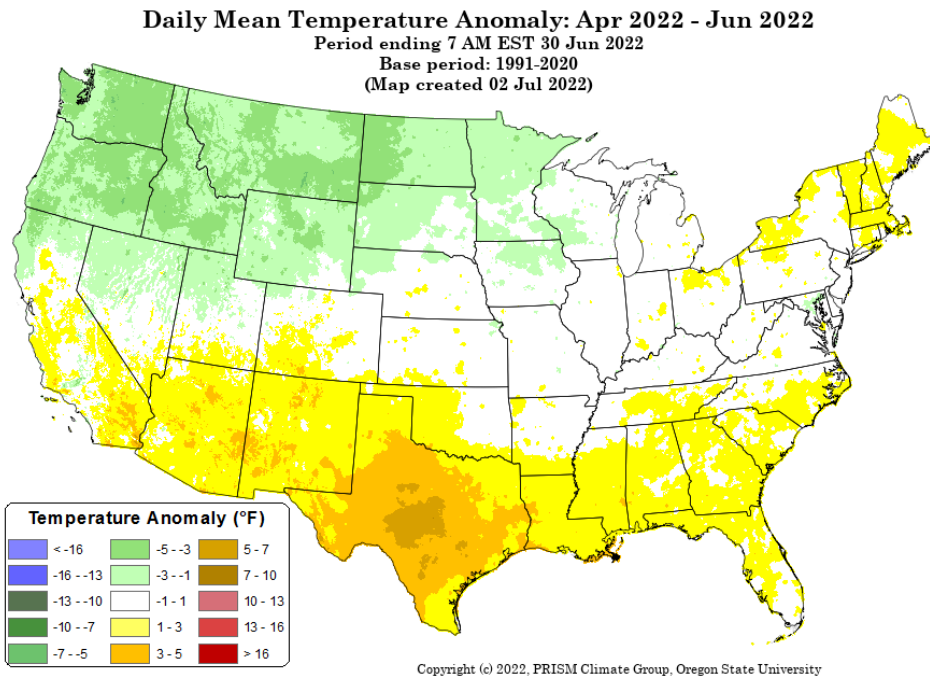 Daily Mean Temperature Anomaly: Apr 2022 - Jun 2022
Period ending 7 AM EST 30 Jun 2022
Base period: 1991-2020
(Map created 02 Jul 2022)
Temperature Anomaly (°F)
< -16
-16 - -13
-13 - -10
-10 - -7
-7 - -5
-5 - -3
-3 - -1
-1 - 1
1 - 3
3 - 5
5 - 7
7 - 10
10 - 13
13 - 16
> 16
Copyright (c) 2022, PRISM Climate Group, Oregon State University